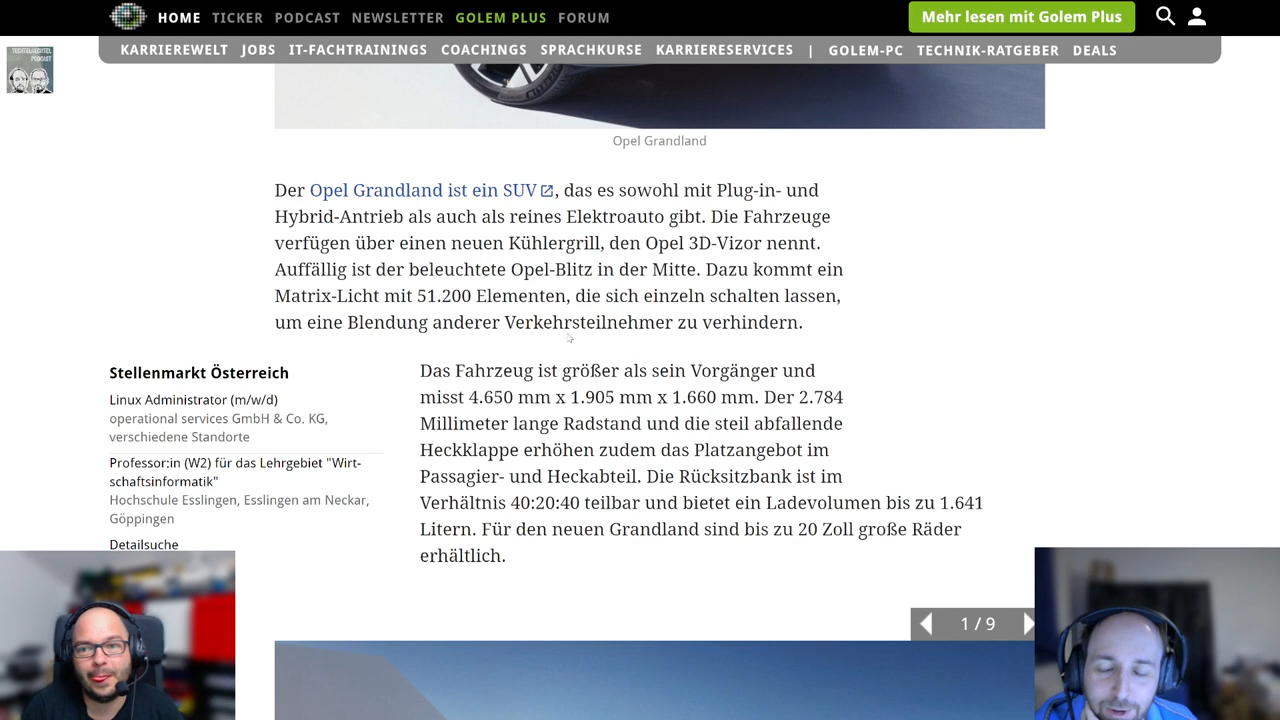 HOME TICKER PODCAST NEWSLETTER GOLEM PLUS FORUM Mehr lesen mit Golem Plus
KARRIEREWELT JOBS IT-FACHTRAININGS COACHINGS SPRACHKURSE KARRIERESERVICES | GOLEM-PC TECHNIK-RATGEBER DEALS
TECHTELMECHTEL
PODCAST
Opel Grandland
Der Opel Grandland ist ein SUV, das es sowohl mit Plug-in- und
Hybrid-Antrieb als auch als reines Elektroauto gibt. Die Fahrzeuge
verfügen über einen neuen Kühlergrill, den Opel 3D-Vizor nennt.
Auffällig ist der beleuchtete Opel-Blitz in der Mitte. Dazu kommt ein
Matrix-Licht mit 51.200 Elementen, die sich einzeln schalten lassen,
um eine Blendung anderer Verkehrsteilnehmer zu verhindern.
Stellenmarkt Österreich
Linux Administrator (m/w/d)
operational services GmbH & Co. KG,
verschiedene Standorte
Professor:in (W2) für das Lehrgebiet "Wirt-
schaftsinformatik"
Hochschule Esslingen, Esslingen am Neckar,
Göppingen
Detailsuche
Das Fahrzeug ist größer als sein Vorgänger und
misst 4.650 mm x 1.905 mm x 1.660 mm. Der 2.784
Millimeter lange Radstand und die steil abfallende
Heckklappe erhöhen zudem das Platzangebot im
Passagier- und Heckabteil. Die Rücksitzbank ist im
Verhältnis 40:20:40 teilbar und bietet ein Ladevolumen bis zu 1.641
Litern. Für den neuen Grandland sind bis zu 20 Zoll große Räder
erhältlich.
1 / 9